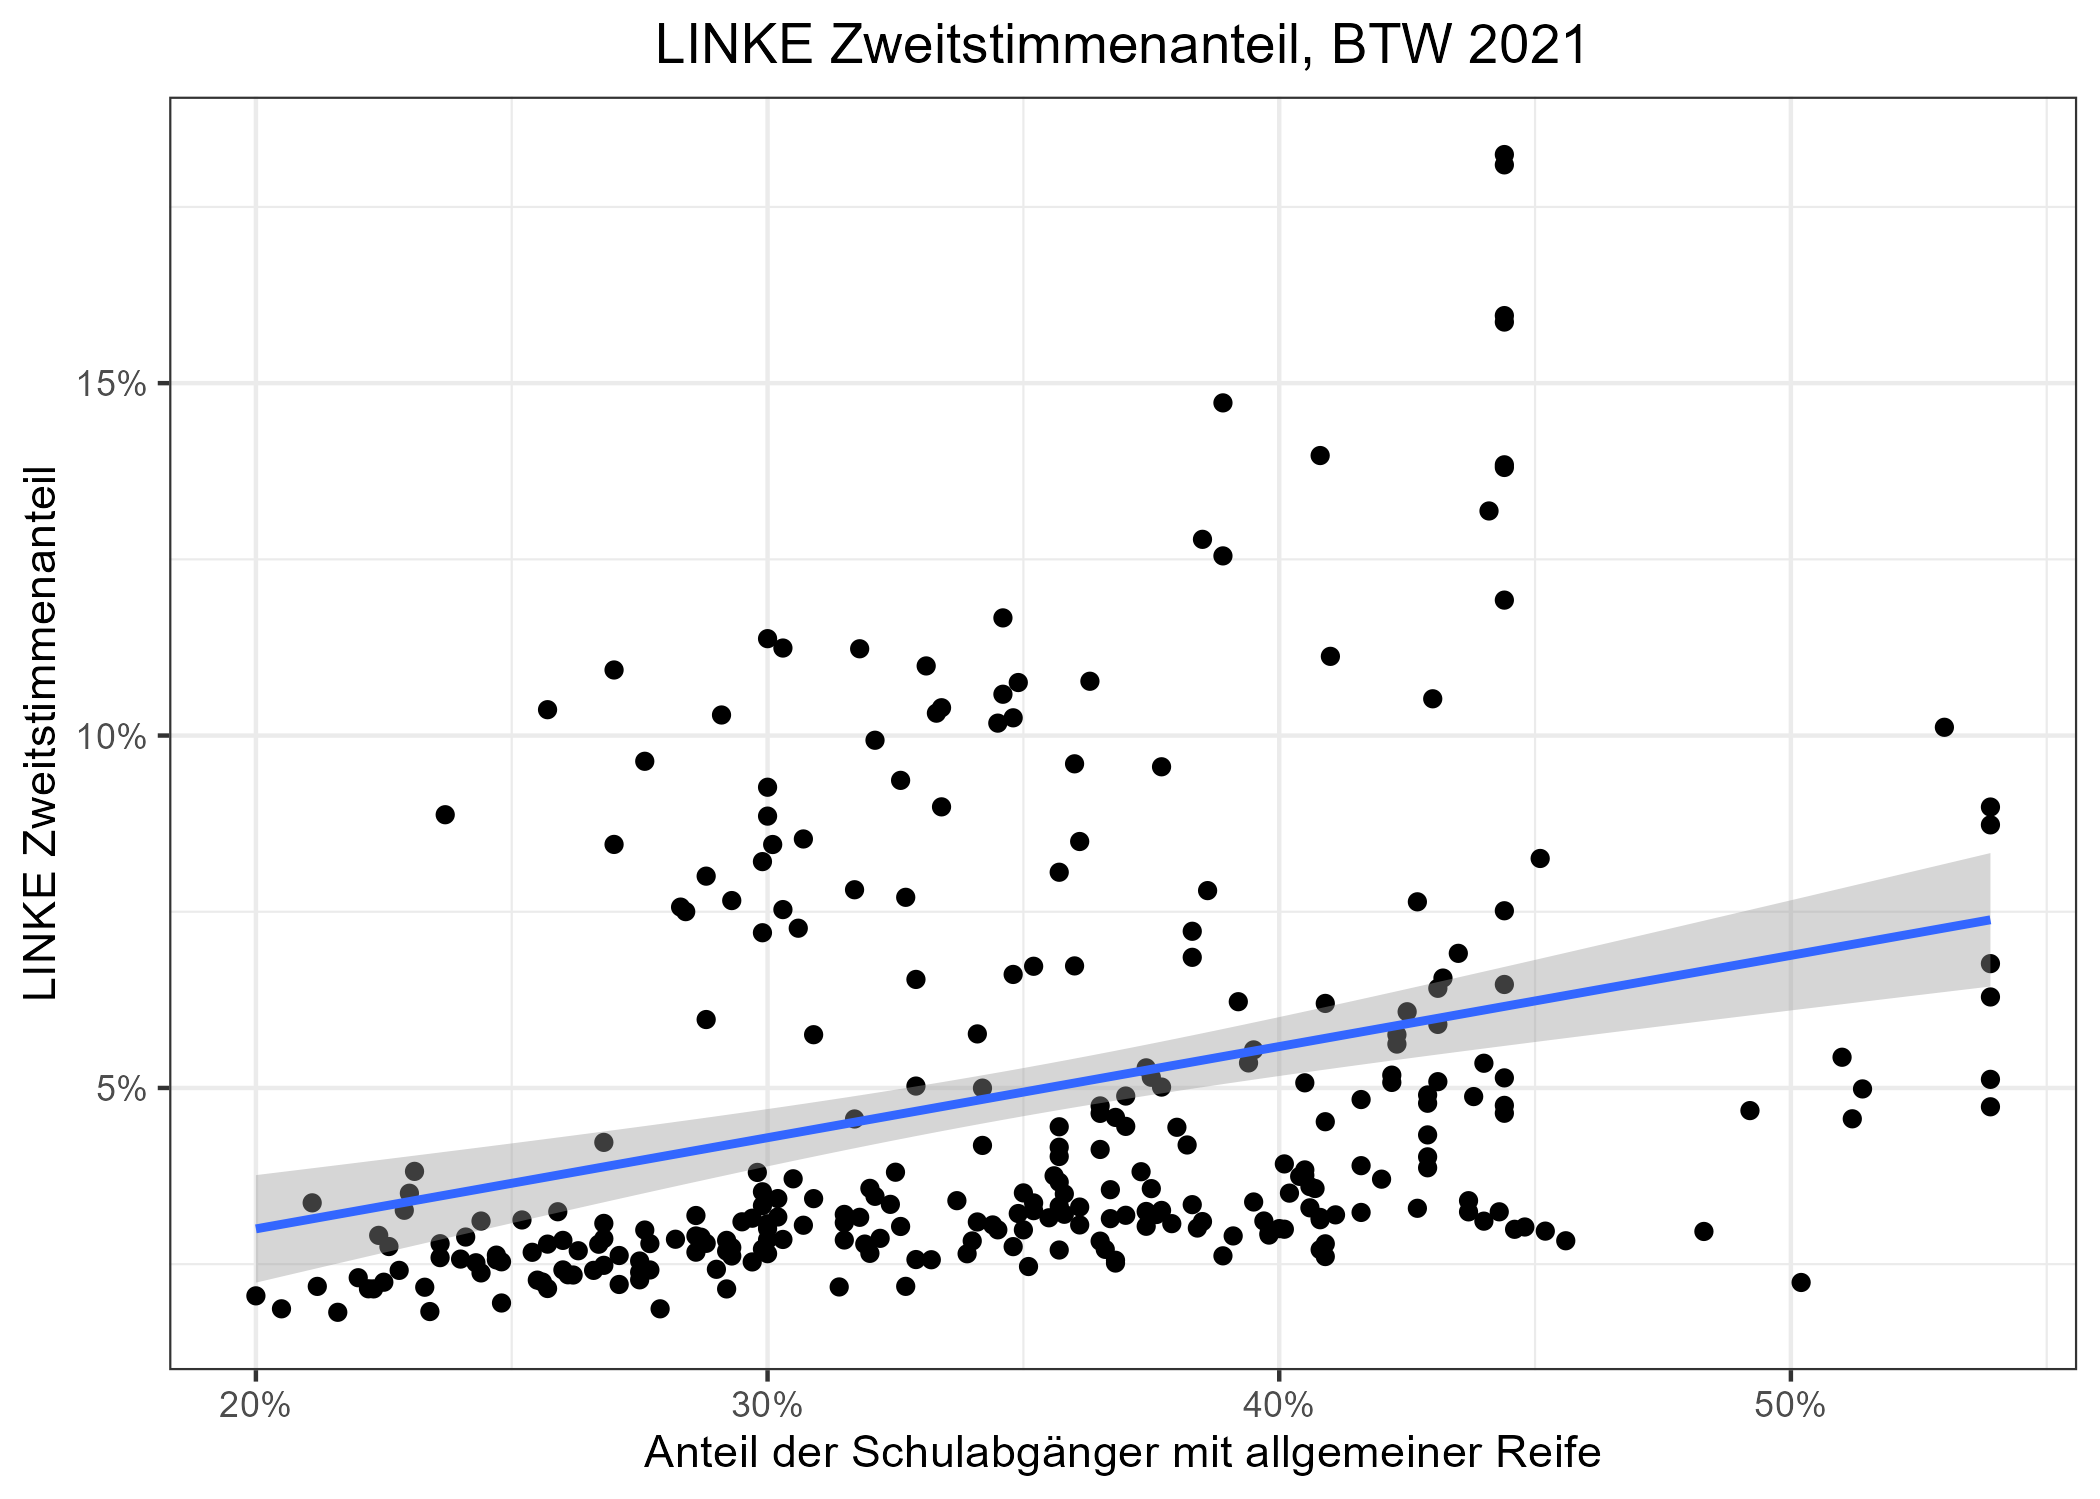 LINKE Zweitstimmenanteil, BTW 2021
LINKE Zweitstimmenanteil
15%
10%
5%
20%
30%
40%
50%
Anteil der Schulabgänger mit allgemeiner Reife